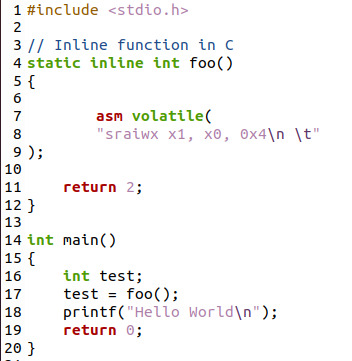 1 #include <stdio.h>
2
3 // Inline function in C
4 static inline int foo()
5 {
6
7         asm volatile(
8         "sraiwx x1, x0, 0x4\n \t"
9 );
10
11     return 2;
12 }
13
14 int main()
15 {
16     int test;
17     test = foo();
18     printf("Hello World\n");
19     return 0;
20 }